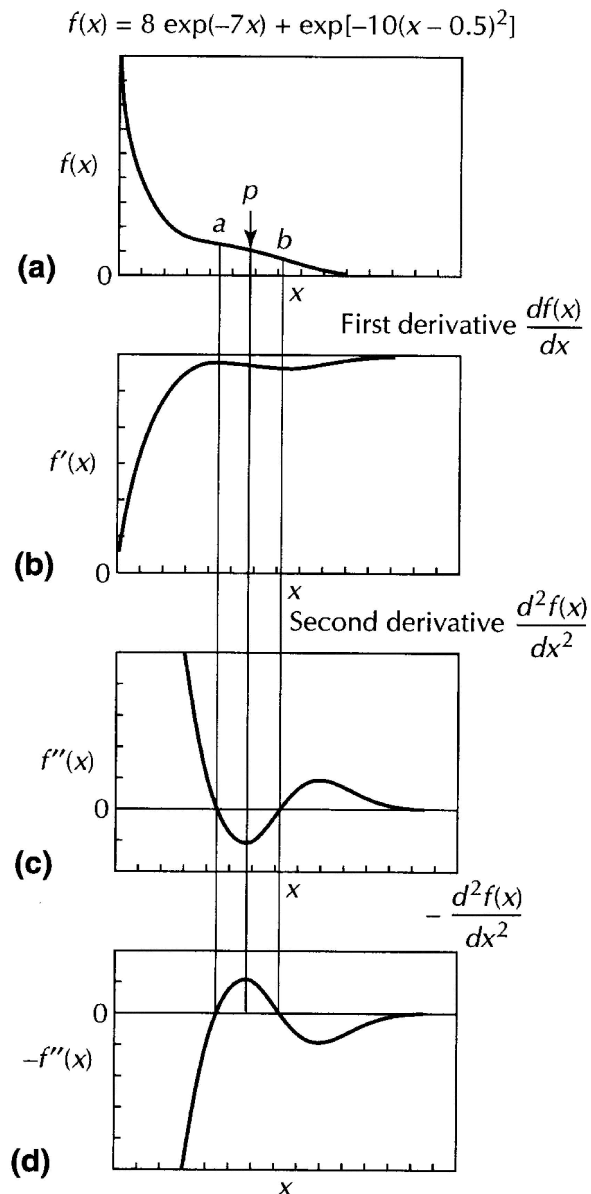 f(x) = 8 exp(–7x) + exp[–10(x – 0.5)²]
f(x)
p
a
b
(a)
0
x
First derivative df(x)/dx
f′(x)
(b)
0
x
Second derivative d²f(x)/dx²
f″(x)
0
(c)
x
– d²f(x)/dx²
0
–f″(x)
(d)
x